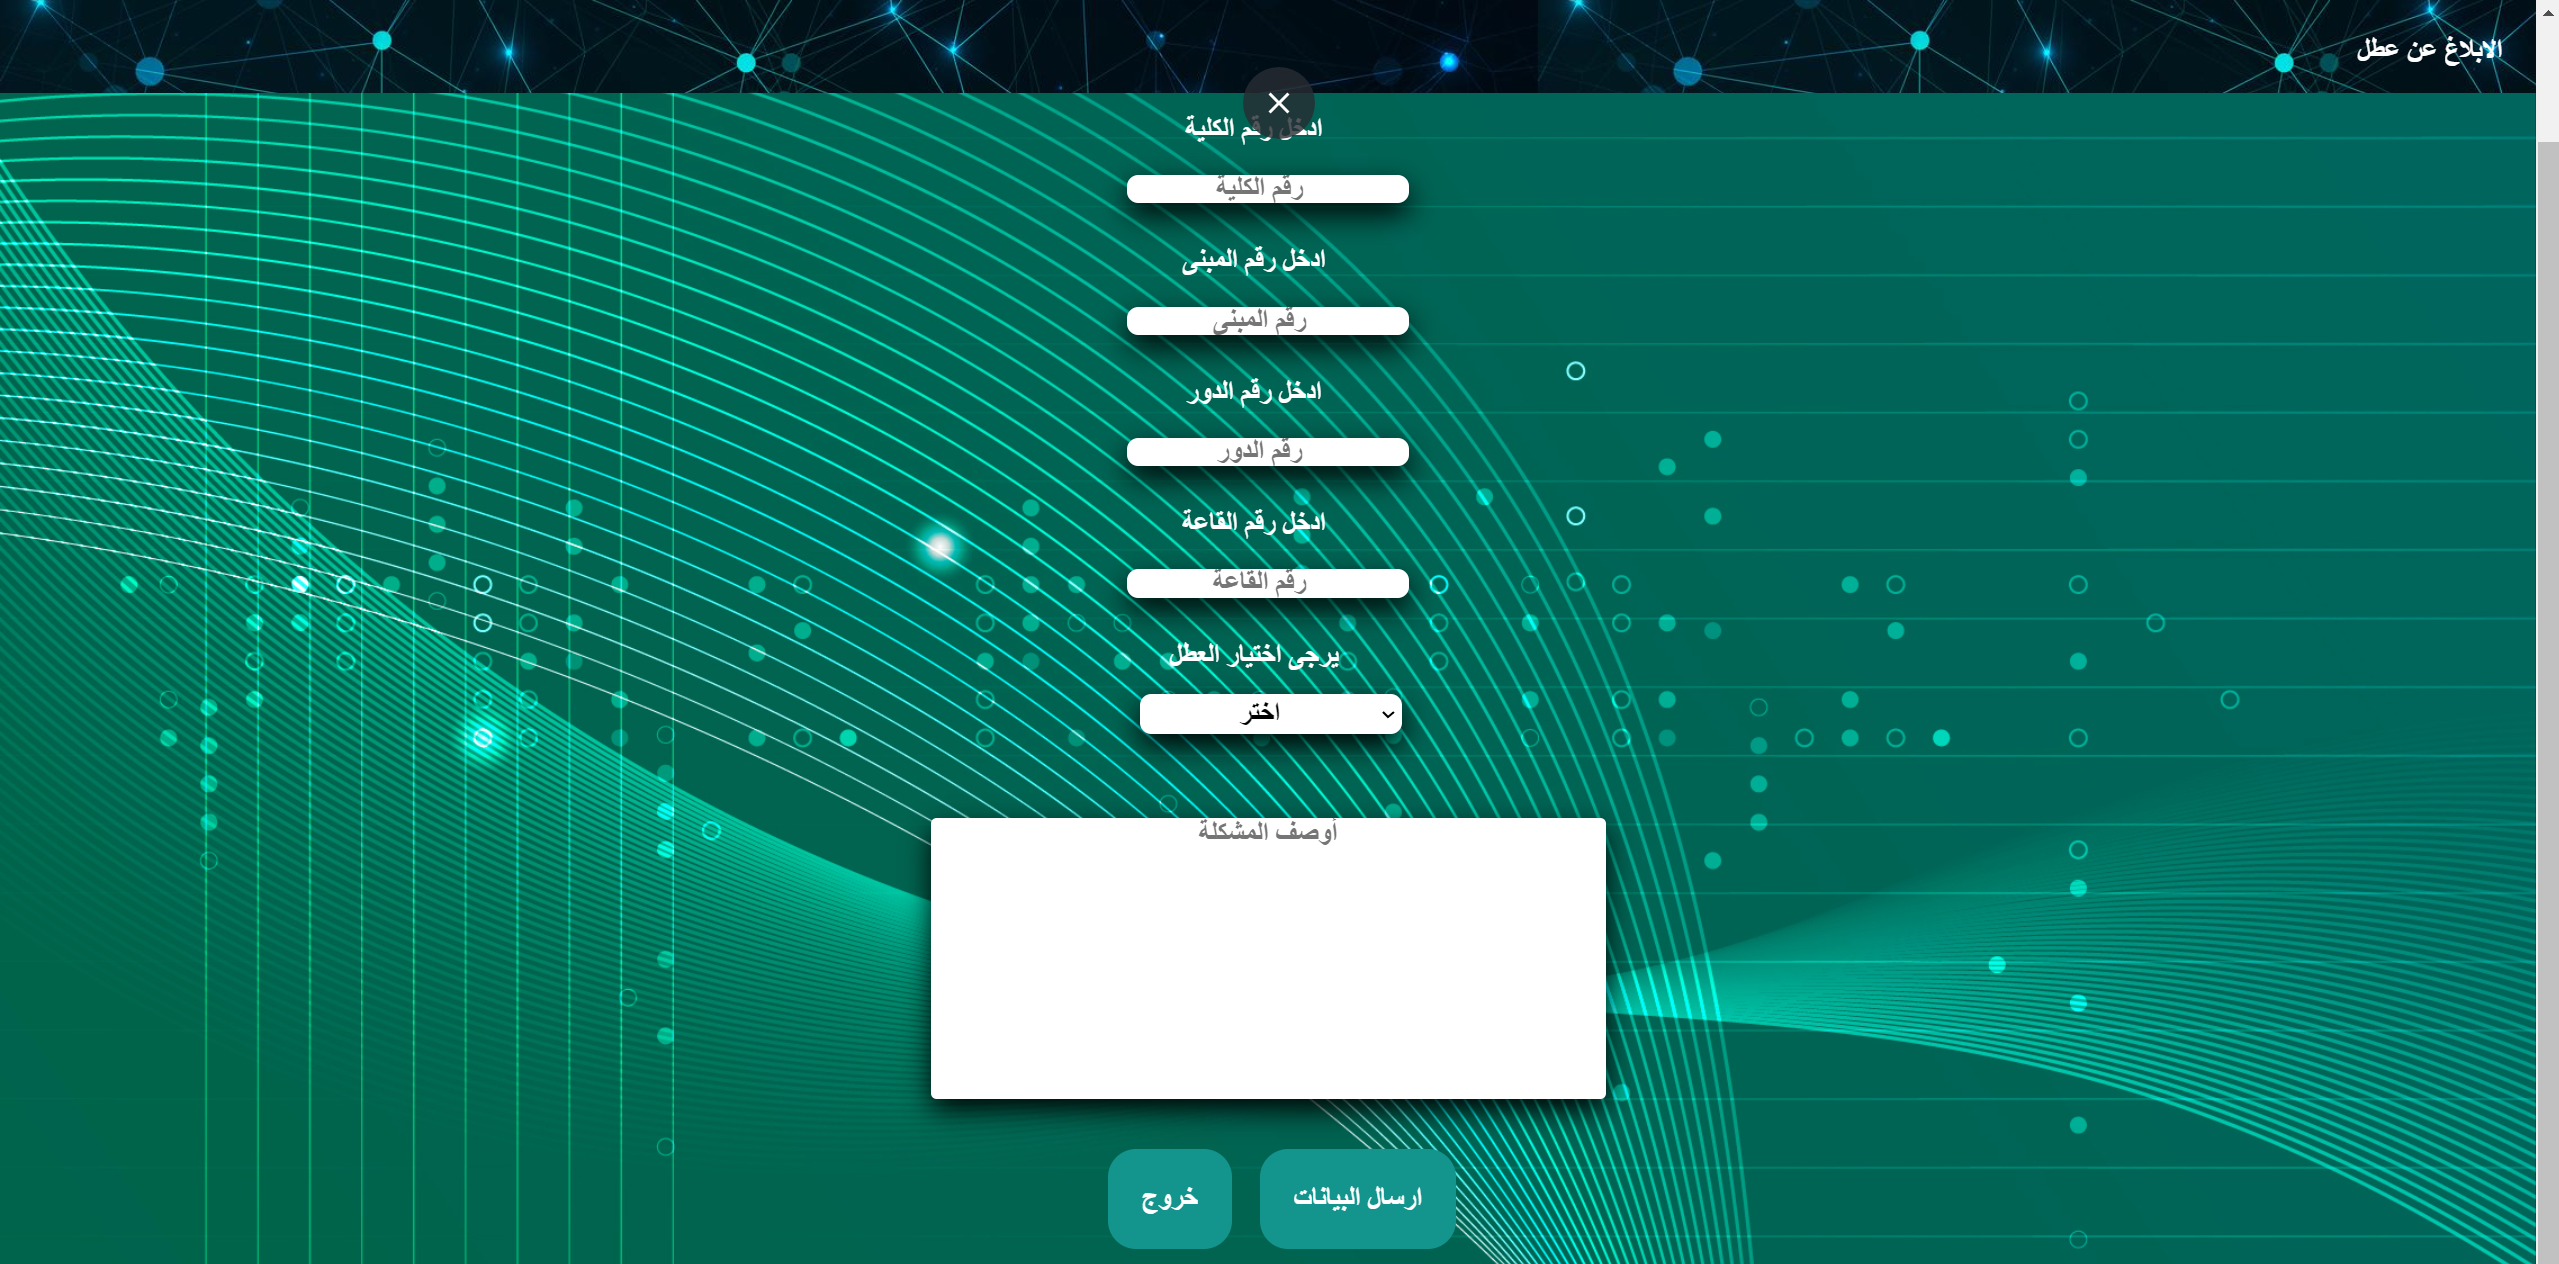 الابلاغ عن عطل
ادخل رقم الكلية
رقم الكلية
ادخل رقم المبنى
رقم المبنى
ادخل رقم الدور
رقم الدور
ادخل رقم القاعة
رقم القاعة
يرجى اختيار العطل
اختر
أوصف المشكلة
ارسال البيانات
خروج